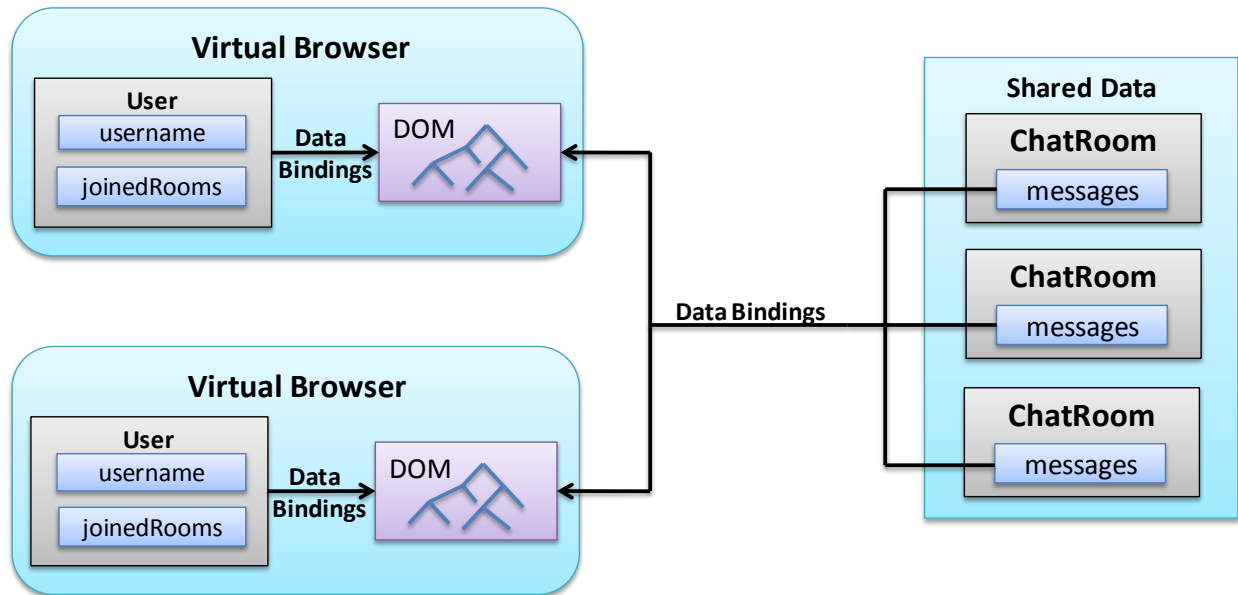 Virtual Browser
User
username
joinedRooms
Data
Bindings
DOM
Virtual Browser
User
username
joinedRooms
Data
Bindings
DOM
Data Bindings
Shared Data
ChatRoom
messages
ChatRoom
messages
ChatRoom
messages